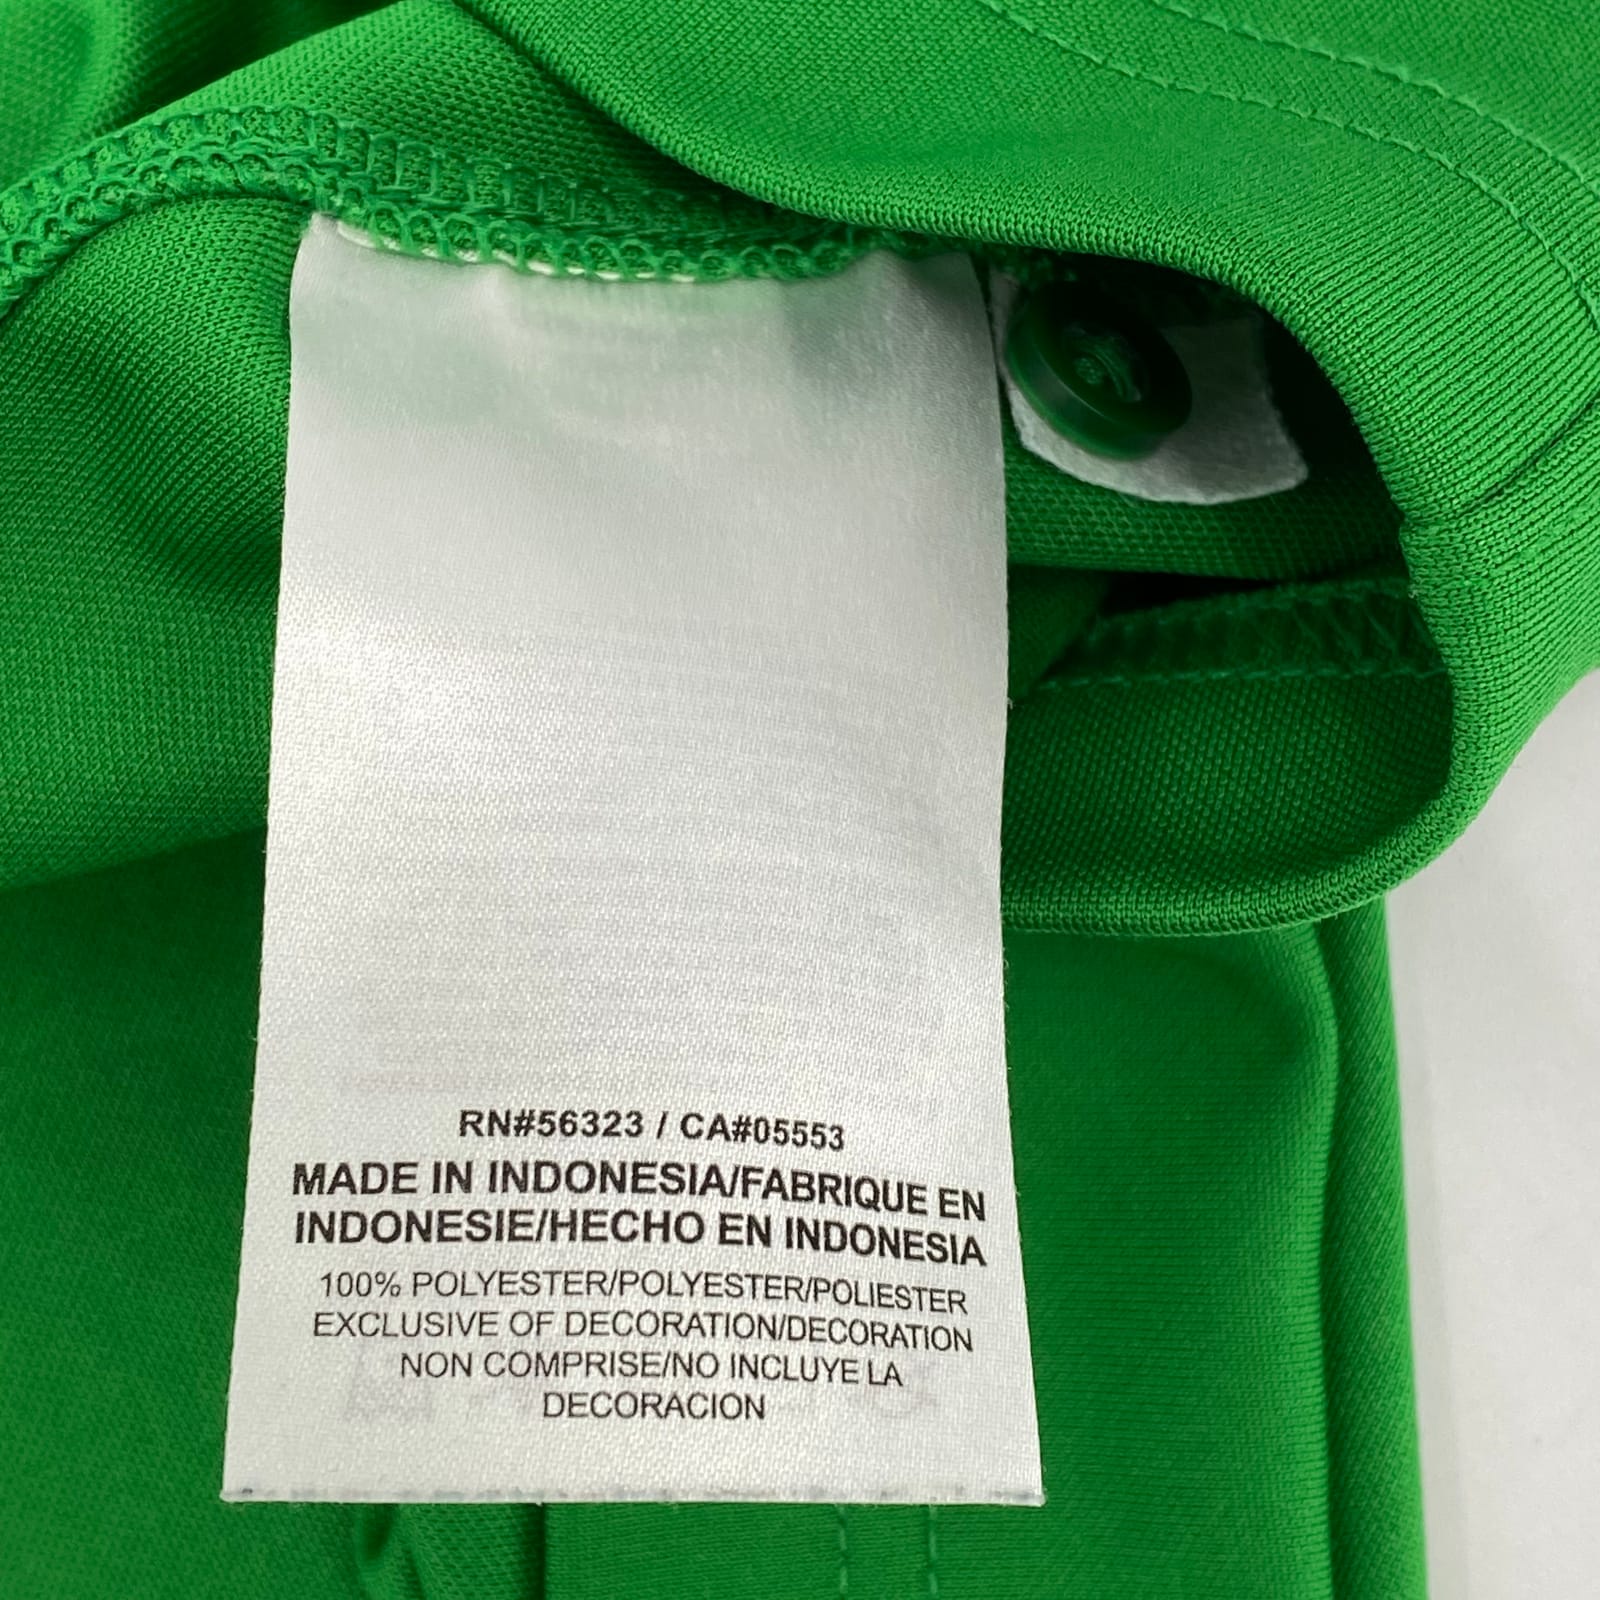 RN#56323 / CA#05553
MADE IN INDONESIA/FABRIQUE EN
INDONESIE/HECHO EN INDONESIA
100% POLYESTER/POLYESTER/POLIESTER
EXCLUSIVE OF DECORATION/DECORATION
NON COMPRISE/NO INCLUYE LA
DECORACION